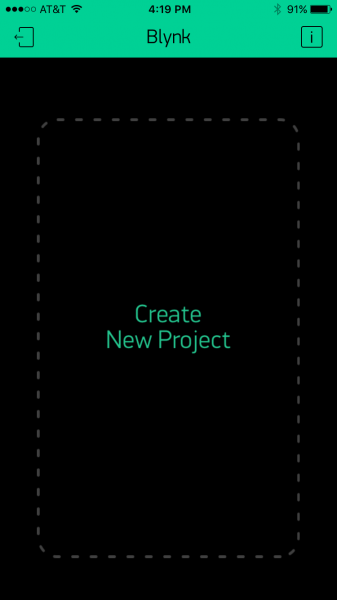 AT&T 4:19 PM 91%
Blynk
i
Create
New Project